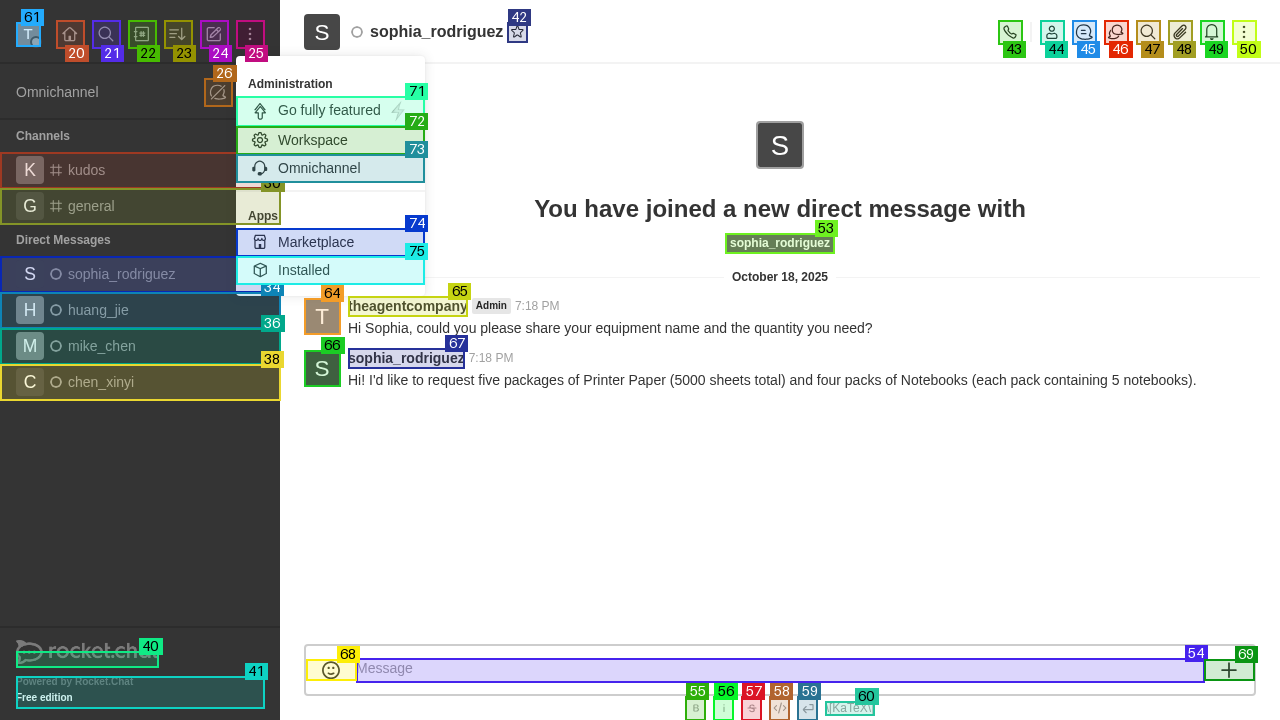 61
T
20
21
22
23
24
25
S
sophia_rodriguez
42
43
44
45
46
47
48
49
50
Omnichannel
26
Administration
71
Go fully featured
72
Workspace
73
Omnichannel
Apps
74
Marketplace
75
Installed
Channels
K kudos
30
G general
Direct Messages
S sophia_rodriguez
34
H huang_jie
36
M mike_chen
38
C chen_xinyi
S
You have joined a new direct message with
53
sophia_rodriguez
October 18, 2025
64
65
T
theagentcompany Admin 7:18 PM
Hi Sophia, could you please share your equipment name and the quantity you need?
66
67
S
sophia_rodriguez 7:18 PM
Hi! I'd like to request five packages of Printer Paper (5000 sheets total) and four packs of Notebooks (each pack containing 5 notebooks).
40
rocket.chat
41
Powered by Rocket.Chat
Free edition
68
Message
54
69
55
56
57
58
59
60
B
i
S
\[KaTeX\]